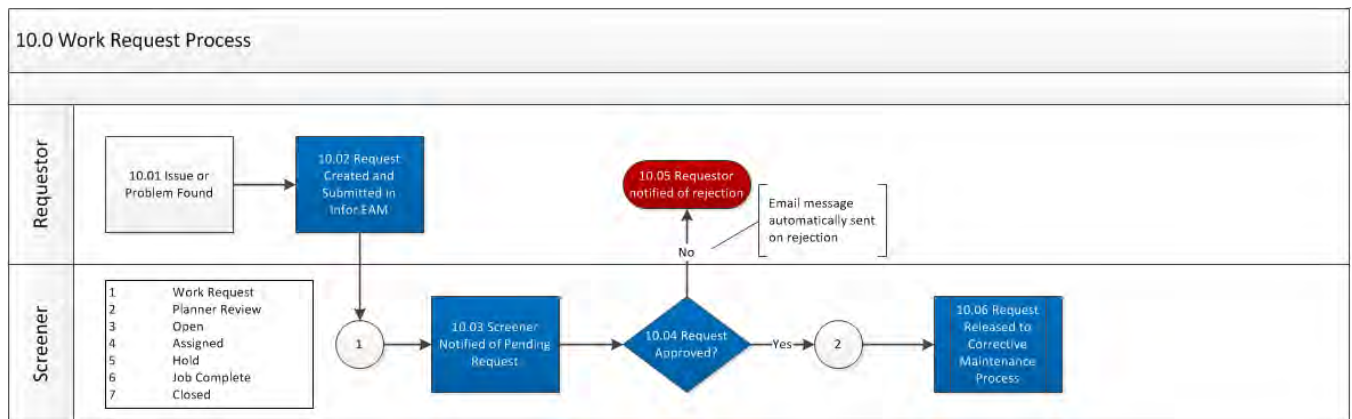 10.0 Work Request Process
Requestor
10.01 Issue or
Problem Found
10.02 Request
Created and
Submitted in
Infor.EAM
10.05 Requestor
notified of rejection
Email message
automatically sent
on rejection
No
Screener
1 Work Request
2 Planner Review
3 Open
4 Assigned
5 Hold
6 Job Complete
7 Closed
1
10.03 Screener
Notified of Pending
Request
10.04 Request
Approved?
Yes
2
10.06 Request
Released to
Corrective
Maintenance
Process